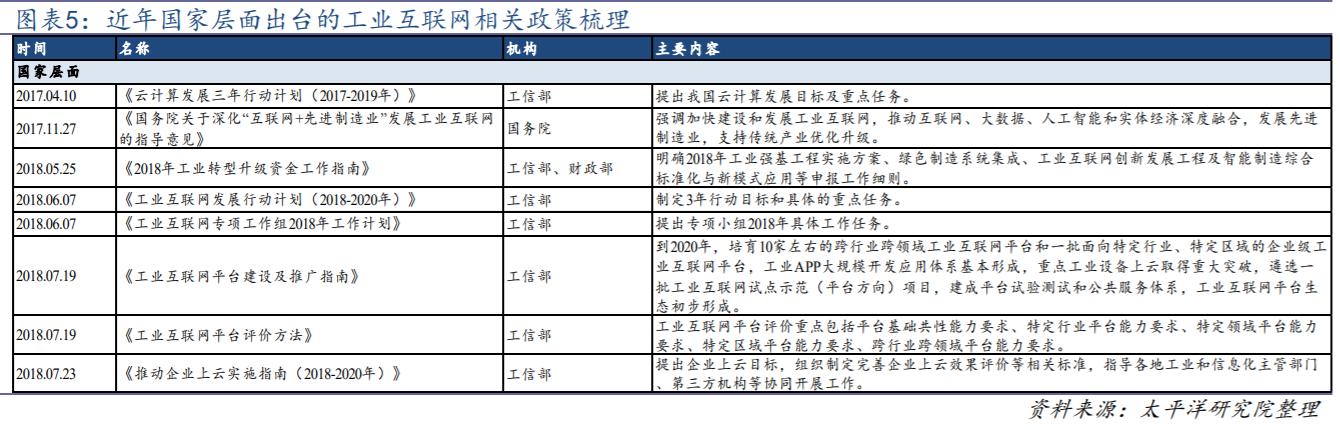 图表5：近年国家层面出台的工业互联网相关政策梳理
时间 名称 机构 主要内容
国家层面
2017.04.10 《云计算发展三年行动计划（2017-2019年）》 工信部 提出我国云计算发展目标及重点任务。
2017.11.27
《国务院关于深化“互联网+先进制造业”发展工业互联网
的指导意见》
国务院
强调加快建设和发展工业互联网，推动互联网、大数据、人工智能和实体经济深度融合，发展先进
制造业，支持传统产业优化升级。
2018.05.25 《2018年工业转型升级资金工作指南》 工信部、财政部
明确2018年工业强基工程实施方案、绿色制造系统集成、工业互联网创新发展工程及智能制造综合
标准化与新模式应用等申报工作细则。
2018.06.07 《工业互联网发展行动计划（2018-2020年）》 工信部 制定3年行动目标和具体的重点任务。
2018.06.07 《工业互联网专项工作组2018年工作计划》 工信部 提出专项小组2018年具体工作任务。
2018.07.19 《工业互联网平台建设及推广指南》 工信部
到2020年，培育10家左右的跨行业跨领域工业互联网平台和一批面向特定行业、特定区域的企业级工
业互联网平台，工业APP大规模开发应用体系基本形成，重点工业设备上云取得重大突破，遴选一
批工业互联网试点示范（平台方向）项目，建成平台试验测试和公共服务体系，工业互联网平台生
态初步形成。
2018.07.19 《工业互联网平台评价方法》 工信部
工业互联网平台评价重点包括平台基础共性能力要求、特定行业平台能力要求、特定领域平台能力
要求、特定区域平台能力要求、跨行业跨领域平台能力要求。
2018.07.23 《推动企业上云实施指南（2018-2020年）》 工信部
提出企业上云目标，组织制定完善企业上云效果评价等相关标准，指导各地工业和信息化主管部门
、第三方机构等协同开展工作。
资料来源：太平洋研究院整理